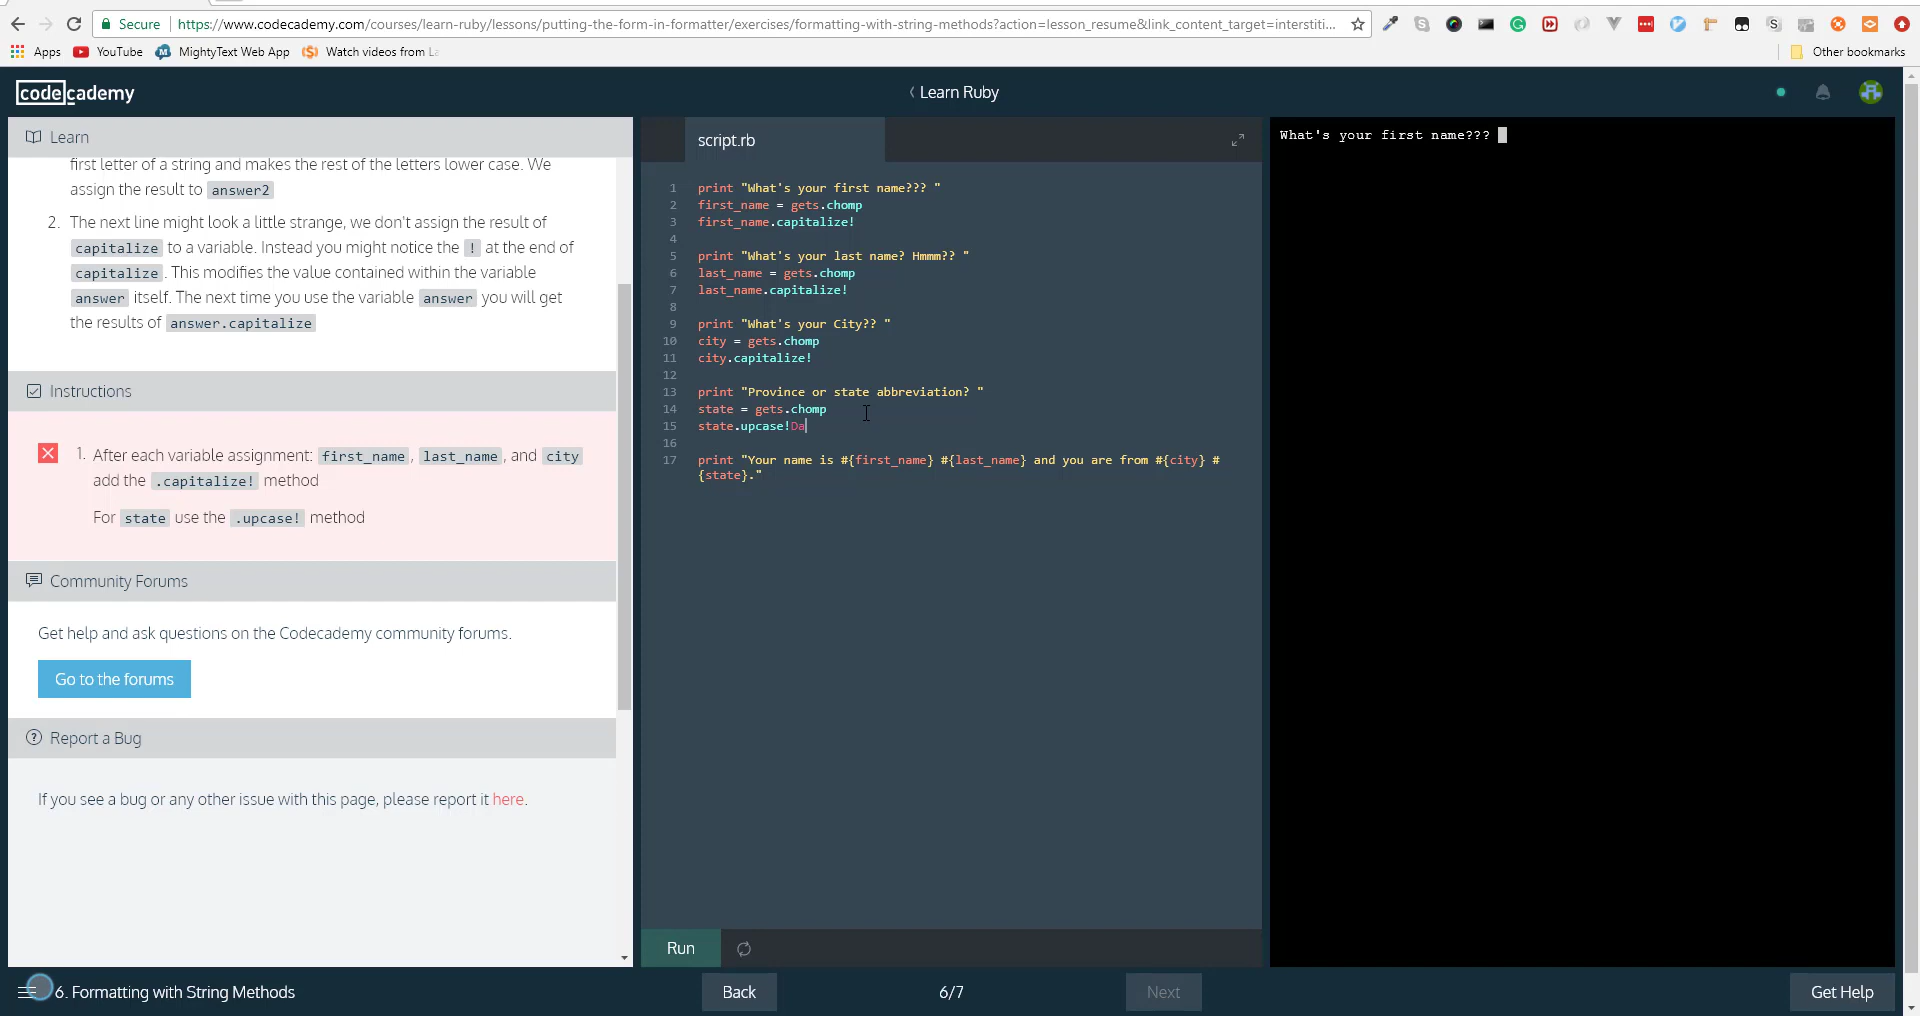 Secure https://www.codecademy.com/courses/learn-ruby/lessons/putting-the-form-in-formatter/exercises/formatting-with-string-methods?action=lesson_resume&link_content_target=interstiti...
Apps YouTube MightyText Web App Watch videos from Other bookmarks
codecademy
Learn Ruby
Learn
first letter of a string and makes the rest of the letters lower case. We
assign the result to answer2
2. The next line might look a little strange, we don't assign the result of
capitalize to a variable. Instead you might notice the ! at the end of
capitalize. This modifies the value contained within the variable
answer itself. The next time you use the variable answer you will get
the results of answer.capitalize
Instructions
1. After each variable assignment: first_name, last_name, and city
add the .capitalize! method
For state use the .upcase! method
Community Forums
Get help and ask questions on the Codecademy community forums.
Go to the forums
Report a Bug
If you see a bug or any other issue with this page, please report it here.
script.rb
1 print "What's your first name??? "
2 first_name = gets.chomp
3 first_name.capitalize!
4
5 print "What's your last name? Hmmm?? "
6 last_name = gets.chomp
7 last_name.capitalize!
8
9 print "What's your City?? "
10 city = gets.chomp
11 city.capitalize!
12
13 print "Province or state abbreviation? "
14 state = gets.chomp
15 state.upcase!Da
16
17 print "Your name is #{first_name} #{last_name} and you are from #{city} #
{state}."
Run
What's your first name???
6. Formatting with String Methods
Back
6/7
Next
Get Help